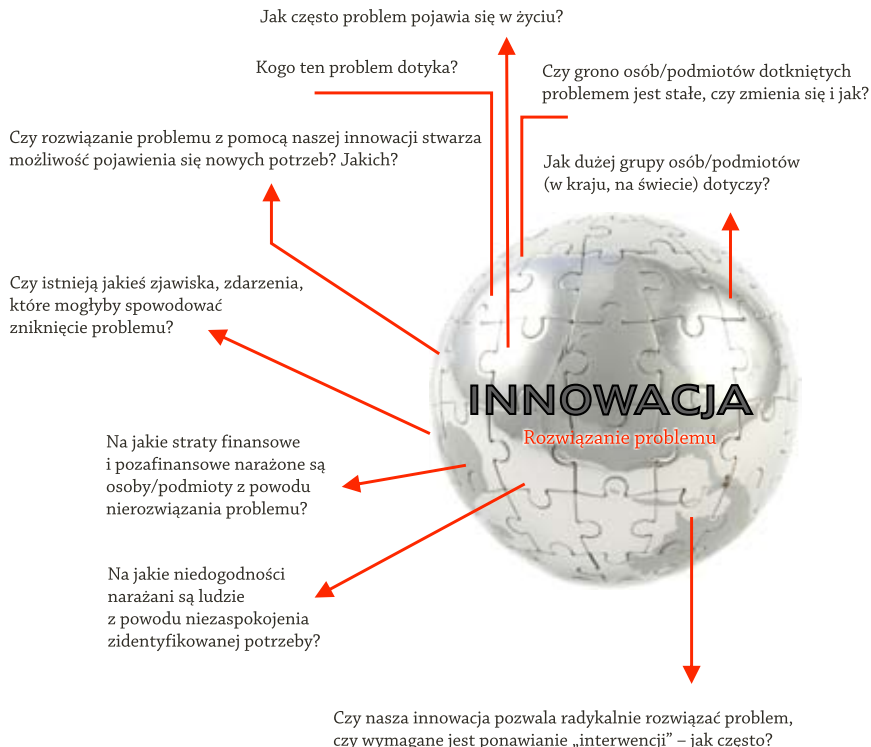 Jak często problem pojawia się w życiu?
Kogo ten problem dotyka?
Czy grono osób/podmiotów dotkniętych
problemem jest stałe, czy zmienia się i jak?
Czy rozwiązanie problemu z pomocą naszej innowacji stwarza
możliwość pojawienia się nowych potrzeb? Jakich?
Jak dużej grupy osób/podmiotów
(w kraju, na świecie) dotyczy?
Czy istnieją jakieś zjawiska, zdarzenia,
które mogłyby spowodować
zniknięcie problemu?
INNOWACJA
Rozwiązanie problemu
Na jakie straty finansowe
i pozafinansowe narażone są
osoby/podmioty z powodu
nierozwiązania problemu?
Na jakie niedogodności
narażani są ludzie
z powodu niezaspokojenia
zidentyfikowanej potrzeby?
Czy nasza innowacja pozwala radykalnie rozwiązać problem,
czy wymagane jest ponawianie „interwencji” – jak często?